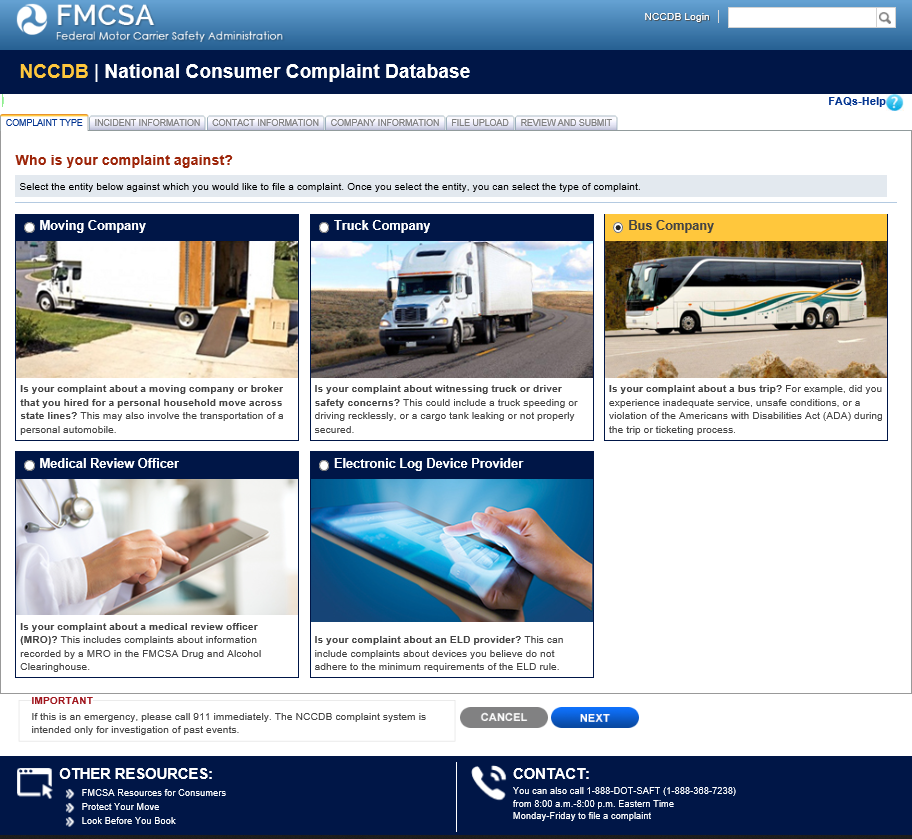 FMCSA
Federal Motor Carrier Safety Administration
NCCDB Login
NCCDB | National Consumer Complaint Database
FAQs-Help ?
COMPLAINT TYPE
INCIDENT INFORMATION
CONTACT INFORMATION
COMPANY INFORMATION
FILE UPLOAD
REVIEW AND SUBMIT
Who is your complaint against?
Select the entity below against which you would like to file a complaint. Once you select the entity, you can select the type of complaint.
Moving Company
Is your complaint about a moving company or broker
that you hired for a personal household move across
state lines? This may also involve the transportation of a
personal automobile.
Truck Company
Is your complaint about witnessing truck or driver
safety concerns? This could include a truck speeding or
driving recklessly, or a cargo tank leaking or not properly
secured.
Bus Company
Is your complaint about a bus trip? For example, did you
experience inadequate service, unsafe conditions, or a
violation of the Americans with Disabilities Act (ADA) during
the trip or ticketing process.
Medical Review Officer
Is your complaint about a medical review officer
(MRO)? This includes complaints about information
recorded by a MRO in the FMCSA Drug and Alcohol
Clearinghouse.
Electronic Log Device Provider
Is your complaint about an ELD provider? This can
include complaints about devices you believe do not
adhere to the minimum requirements of the ELD rule.
IMPORTANT
If this is an emergency, please call 911 immediately. The NCCDB complaint system is
intended only for investigation of past events.
CANCEL
NEXT
OTHER RESOURCES:
FMCSA Resources for Consumers
Protect Your Move
Look Before You Book
CONTACT:
You can also call 1-888-DOT-SAFT (1-888-368-7238)
from 8:00 a.m.-8:00 p.m. Eastern Time
Monday-Friday to file a complaint